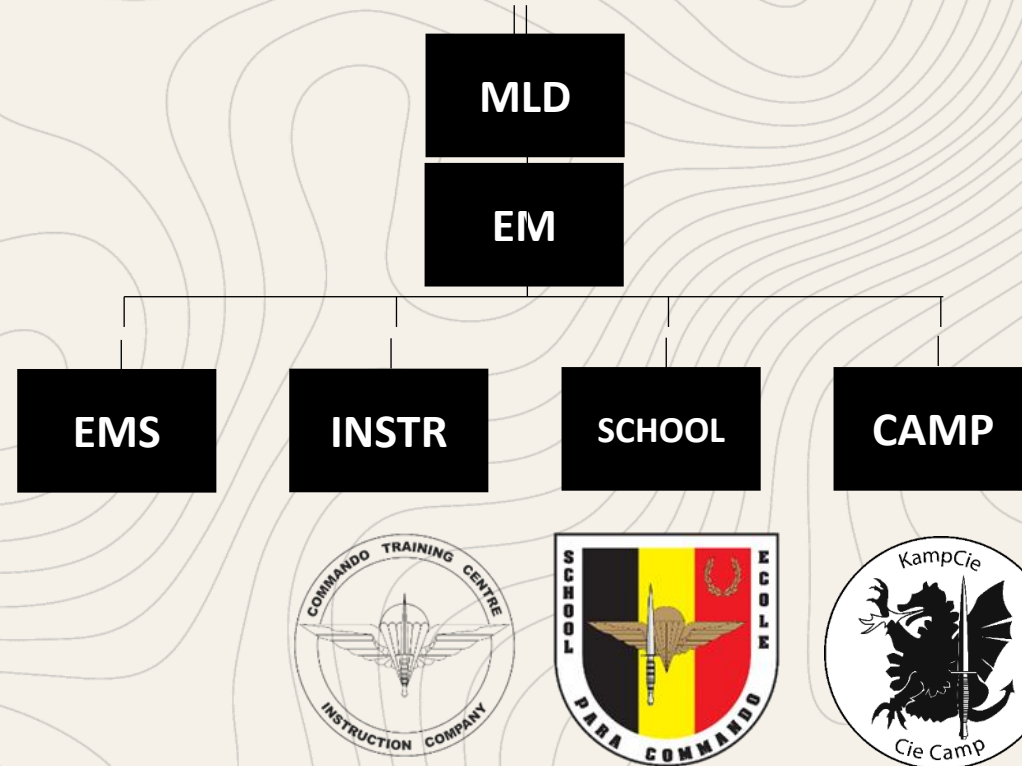 MLD
EM
EMS
INSTR
SCHOOL
CAMP
COMMANDO TRAINING CENTRE
INSTRUCTION COMPANY
SCHOOL
ECOLE
PARA COMMANDO
KampCie
Cie Camp